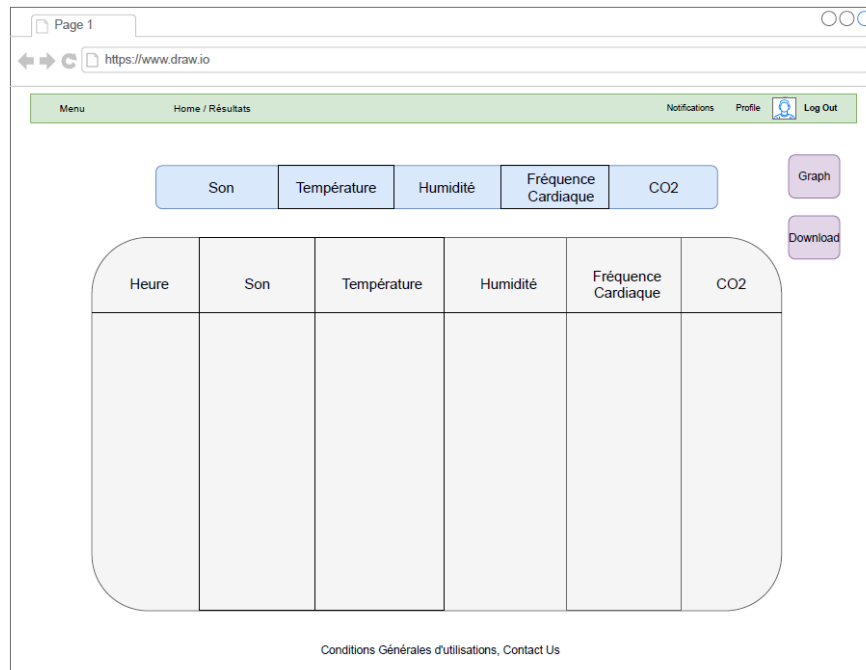 Page 1
https://www.draw.io
Menu Home / Résultats Notifications Profile Log Out
Son Température Humidité Fréquence Cardiaque CO2
Graph
Download
Heure Son Température Humidité Fréquence Cardiaque CO2
Conditions Générales d'utilisations, Contact Us